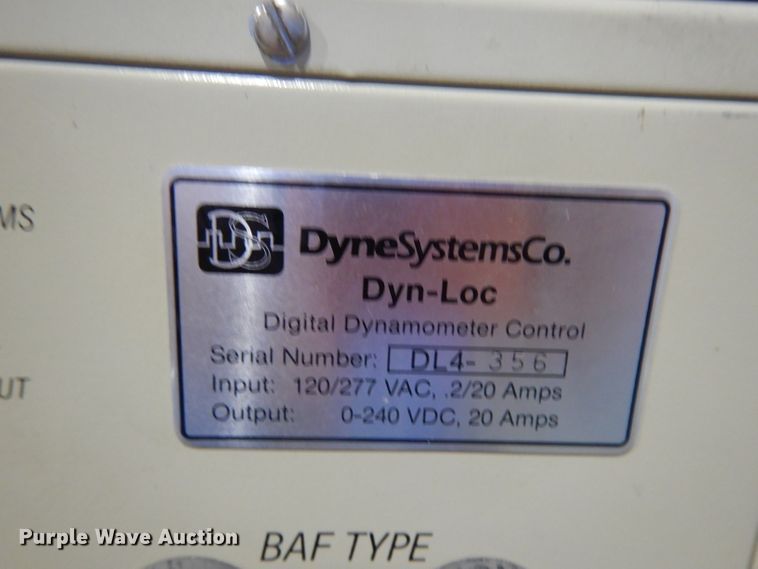 MS
UT
DS
DyneSystemsCo.
Dyn-Loc
Digital Dynamometer Control
Serial Number: DL4-356
Input: 120/277 VAC, .2/20 Amps
Output: 0-240 VDC, 20 Amps
BAF TYPE
Purple Wave Auction